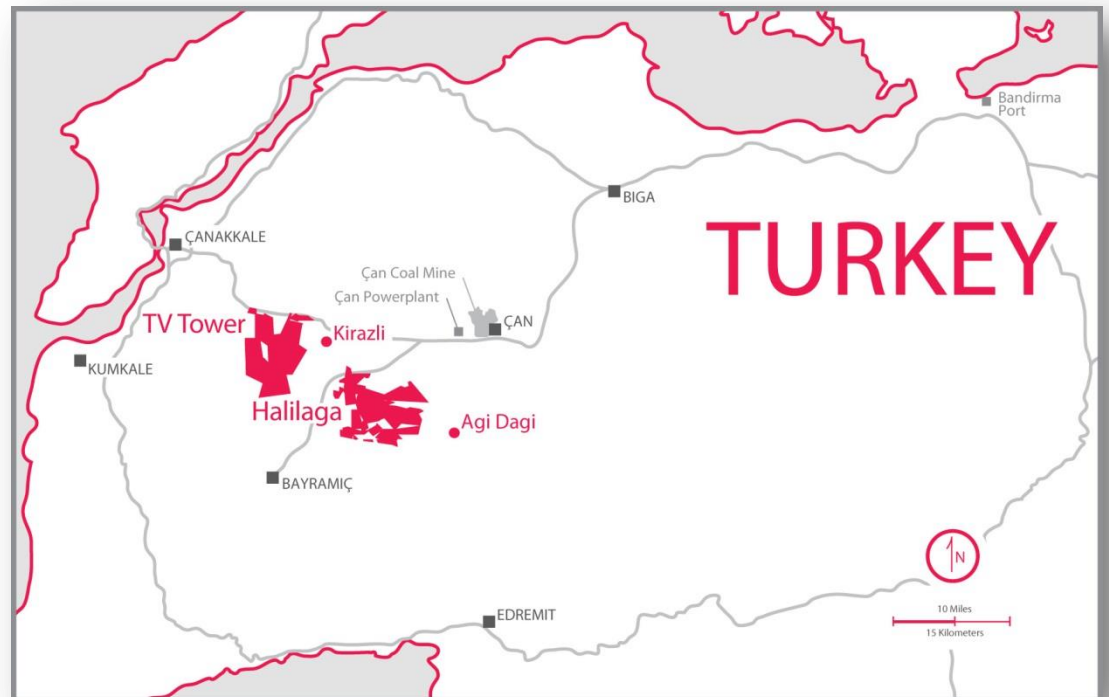 Bandirma
Port
BIGA
TURKEY
ÇANAKKALE
Çan Coal Mine
Çan Powerplant
ÇAN
TV Tower
Kirazli
KUMKALE
Halilaga
Agi Dagi
BAYRAMIÇ
N
10 Miles
15 Kilometers
EDREMIT